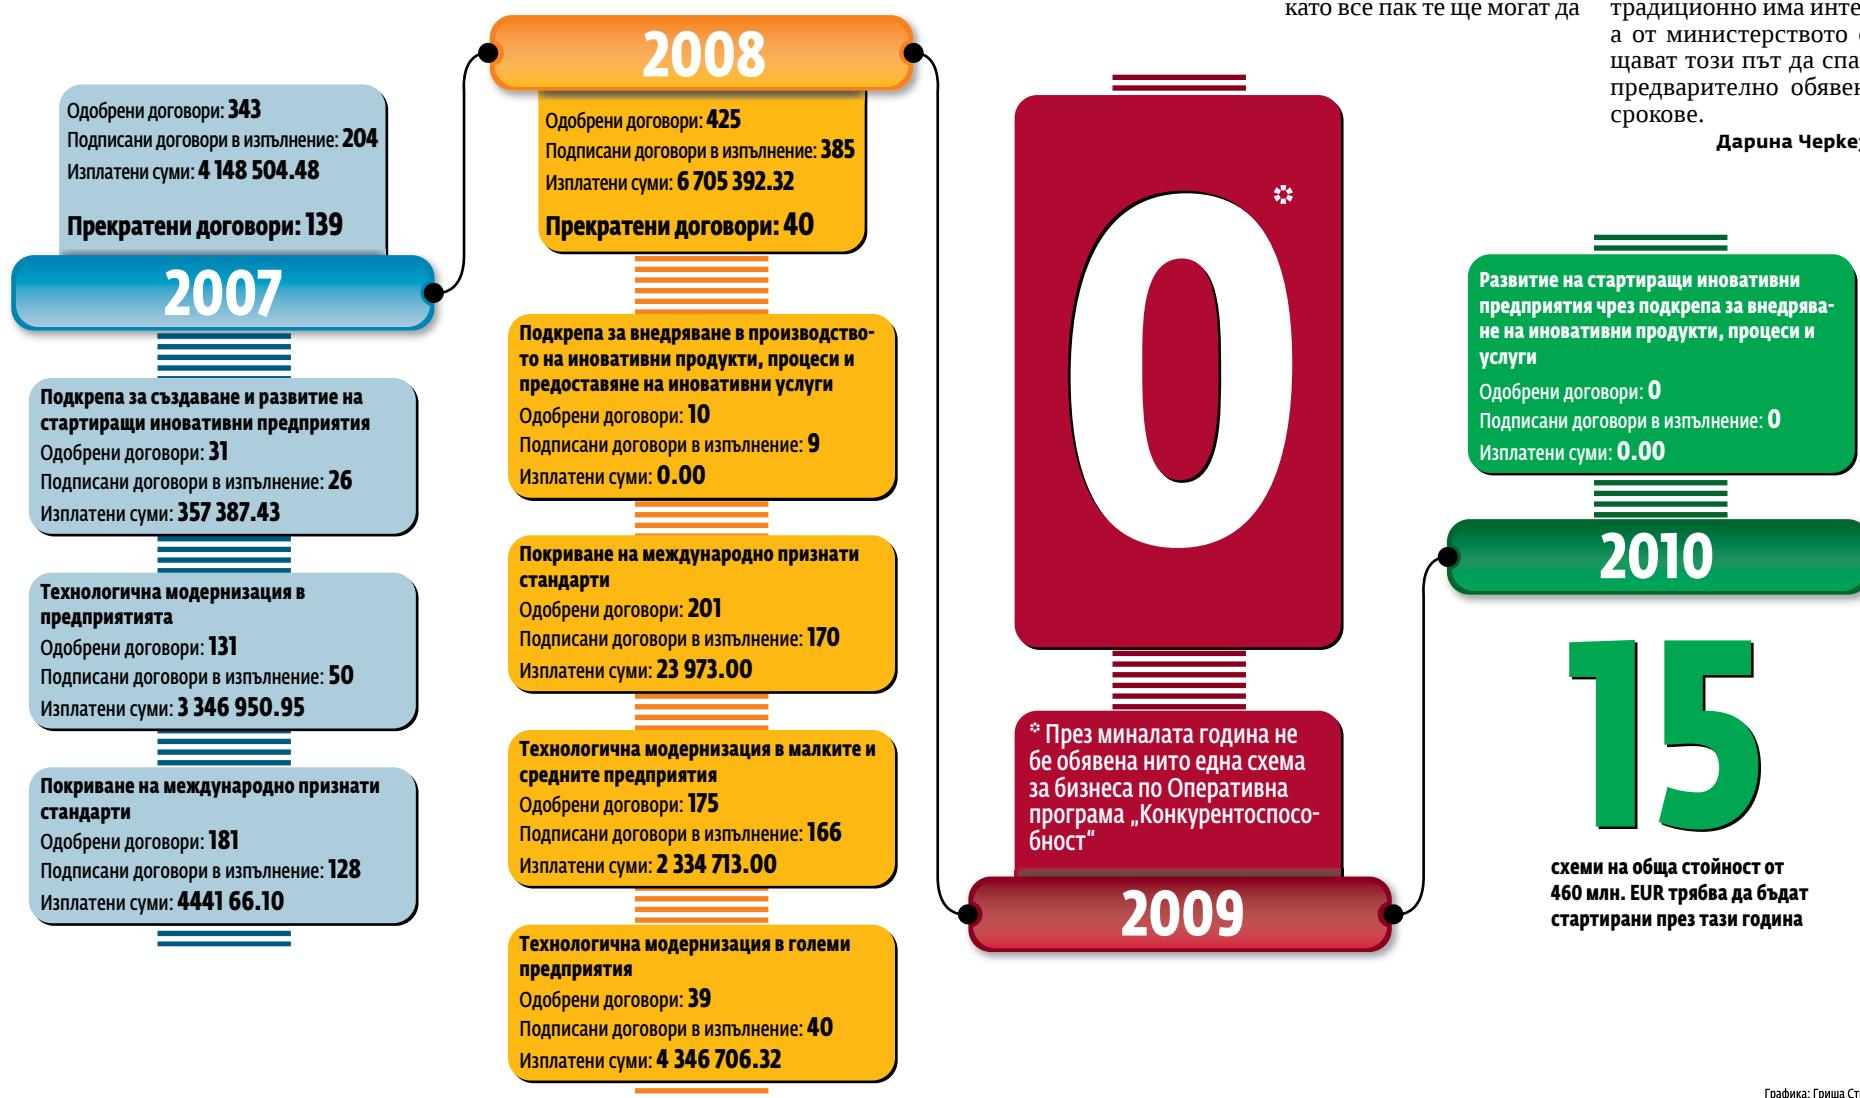 като все пак те ще могат да
традиционно има
а от министерството
щават този път да
предварително
срокове.
Дарина
2007
Одобрени договори: 343
Подписани договори в изпълнение: 204
Изплатени суми: 4 148 504.48
Прекратени договори: 139
Подкрепа за създаване и развитие на
стартиращи иновативни предприятия
Одобрени договори: 31
Подписани договори в изпълнение: 26
Изплатени суми: 357 387.43
Технологична модернизация в
предприятията
Одобрени договори: 131
Подписани договори в изпълнение: 50
Изплатени суми: 3 346 950.95
Покриване на международно признати
стандарти
Одобрени договори: 181
Подписани договори в изпълнение: 128
Изплатени суми: 4441 66.10
2008
Одобрени договори: 425
Подписани договори в изпълнение: 385
Изплатени суми: 6 705 392.32
Прекратени договори: 40
Подкрепа за внедряване в производство-
то на иновативни продукти, процеси и
предоставяне на иновативни услуги
Одобрени договори: 10
Подписани договори в изпълнение: 9
Изплатени суми: 0.00
Покриване на международно признати
стандарти
Одобрени договори: 201
Подписани договори в изпълнение: 170
Изплатени суми: 23 973.00
Технологична модернизация в малките и
средните предприятия
Одобрени договори: 175
Подписани договори в изпълнение: 166
Изплатени суми: 2 334 713.00
Технологична модернизация в големи
предприятия
Одобрени договори: 39
Подписани договори в изпълнение: 40
Изплатени суми: 4 346 706.32
0*
* През миналата година не
бе обявена нито една схема
за бизнеса по Оперативна
програма „Конкурентоспосо-
бност“
2009
Развитие на стартиращи иновативни
предприятия чрез подкрепа за внедрява-
не на иновативни продукти, процеси и
услуги
Одобрени договори: 0
Подписани договори в изпълнение: 0
Изплатени суми: 0.00
2010
15
схеми на обща стойност от
460 млн. EUR трябва да бъдат
стартирани през тази година
Графика: Гриша